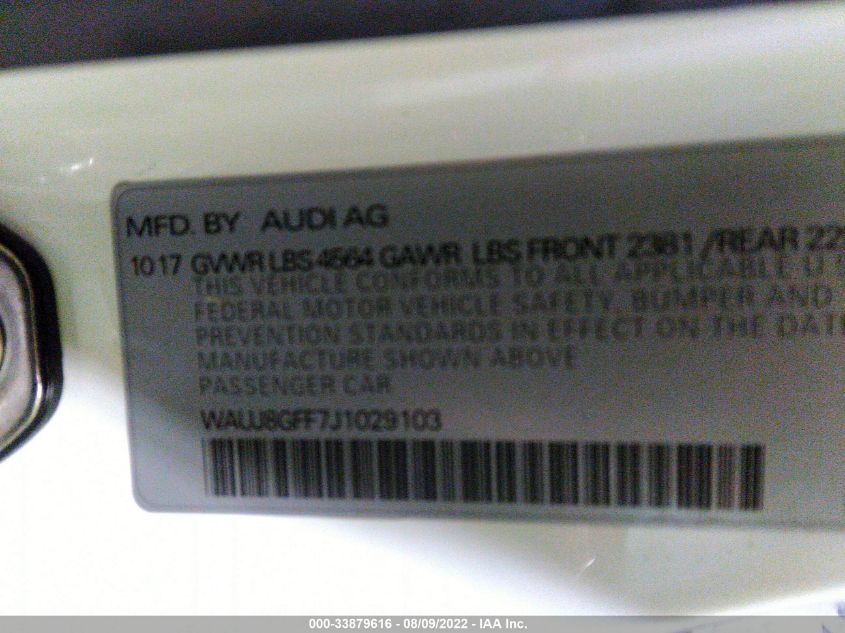 MFD. BY AUDI AG
10 17 GVWR LBS 4564 GAWR LBS FRONT 2381 /REAR 22
THIS VEHICLE CONFORMS TO ALL APPLICABLE U
FEDERAL MOTOR VEHICLE SAFETY, BUMPER AND
PREVENTION STANDARDS IN EFFECT ON THE DAT
MANUFACTURE SHOWN ABOVE
PASSENGER CAR
WAUJ8GFF7J1029103
000-33879616 - 08/09/2022 - IAA Inc.